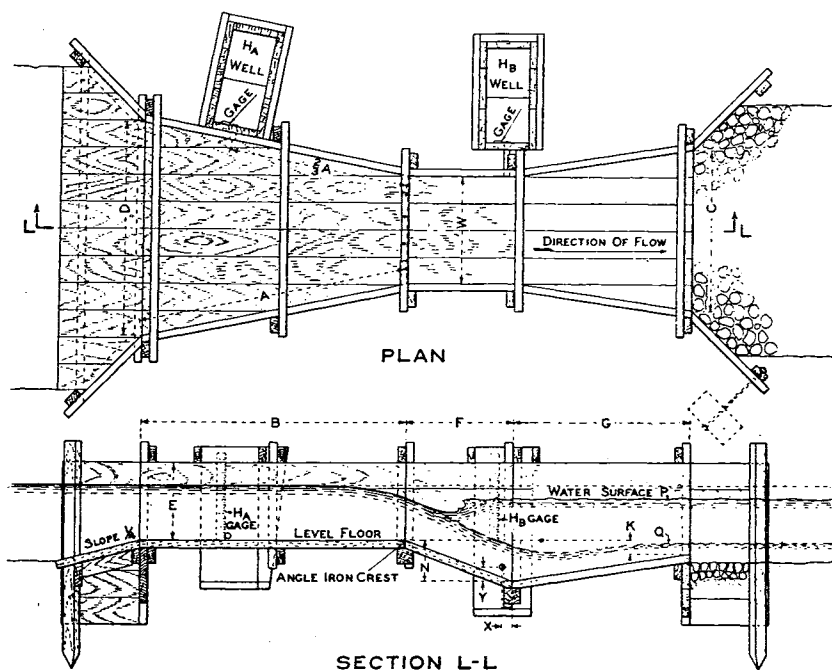 HA
WELL
GAGE
HB
WELL
GAGE
⅔A
D
W
C
L
L
DIRECTION OF FLOW
A
PLAN
B
F
G
E
HA
GAGE
WATER SURFACE P,
HB GAGE
K
Q
SLOPE ¼
LEVEL FLOOR
N
ANGLE IRON CREST
Y
X
SECTION L-L